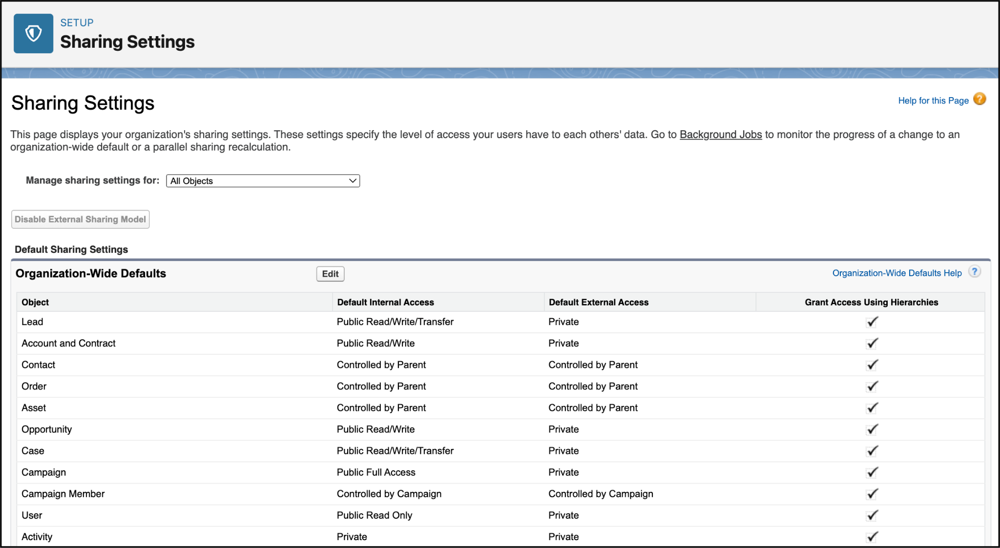 SETUP
Sharing Settings
Sharing Settings
Help for this Page ?
This page displays your organization's sharing settings. These settings specify the level of access your users have to each others' data. Go to Background Jobs to monitor the progress of a change to an
organization-wide default or a parallel sharing recalculation.
Manage sharing settings for: All Objects
Disable External Sharing Model
Default Sharing Settings
Organization-Wide Defaults Edit Organization-Wide Defaults Help ?
Object Default Internal Access Default External Access Grant Access Using Hierarchies
Lead Public Read/Write/Transfer Private
Account and Contract Public Read/Write Private
Contact Controlled by Parent Controlled by Parent
Order Controlled by Parent Controlled by Parent
Asset Controlled by Parent Controlled by Parent
Opportunity Public Read/Write Private
Case Public Read/Write/Transfer Private
Campaign Public Full Access Private
Campaign Member Controlled by Campaign Controlled by Campaign
User Public Read Only Private
Activity Private Private